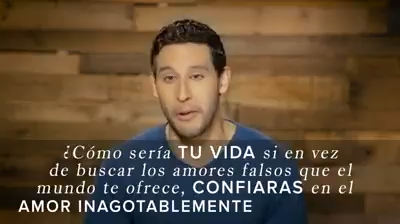 ¿Cómo sería TU VIDA si en vez
de buscar los amores falsos que el
mundo te ofrece, CONFIARAS en el
AMOR INAGOTABLEMENTE